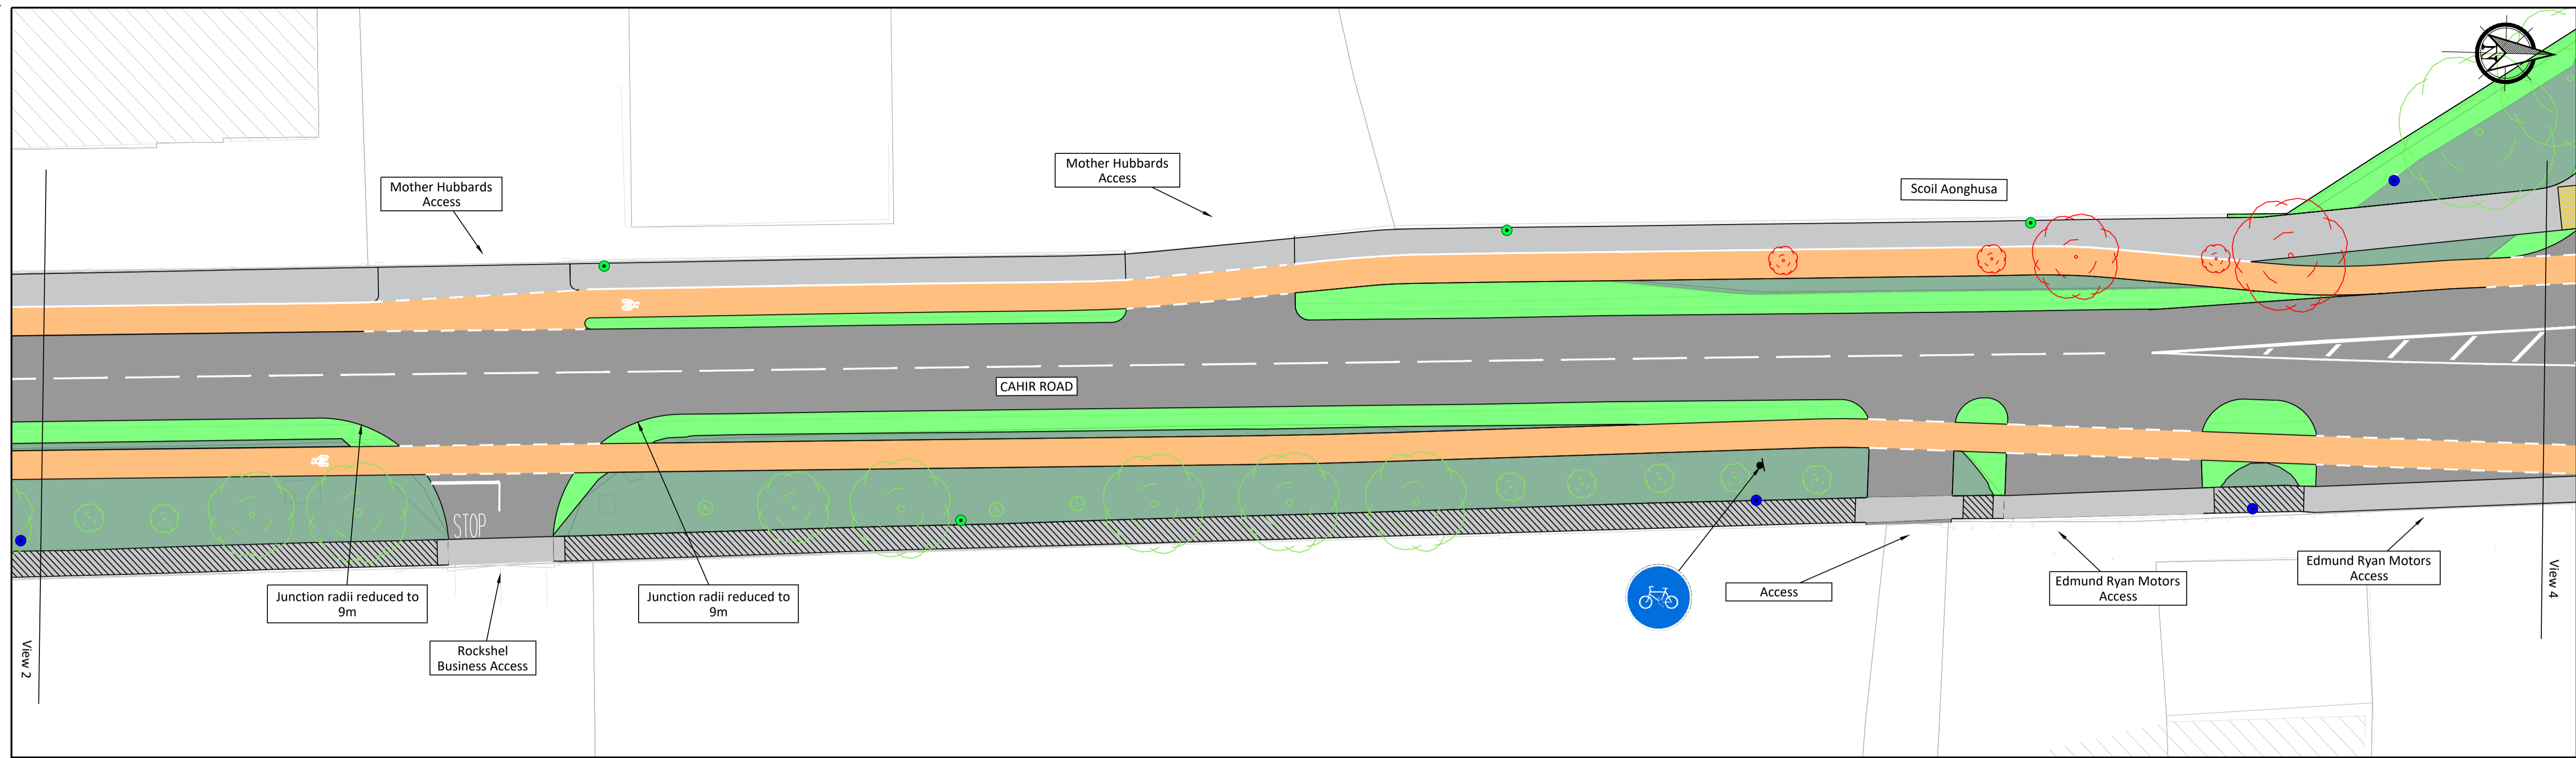 N
Mother Hubbards
Access
Mother Hubbards
Access
Scoil Aonghusa
CAHIR ROAD
STOP
Junction radii reduced to
9m
Junction radii reduced to
9m
Rockshel
Business Access
Access
Edmund Ryan Motors
Access
Edmund Ryan Motors
Access
View 2
View 4